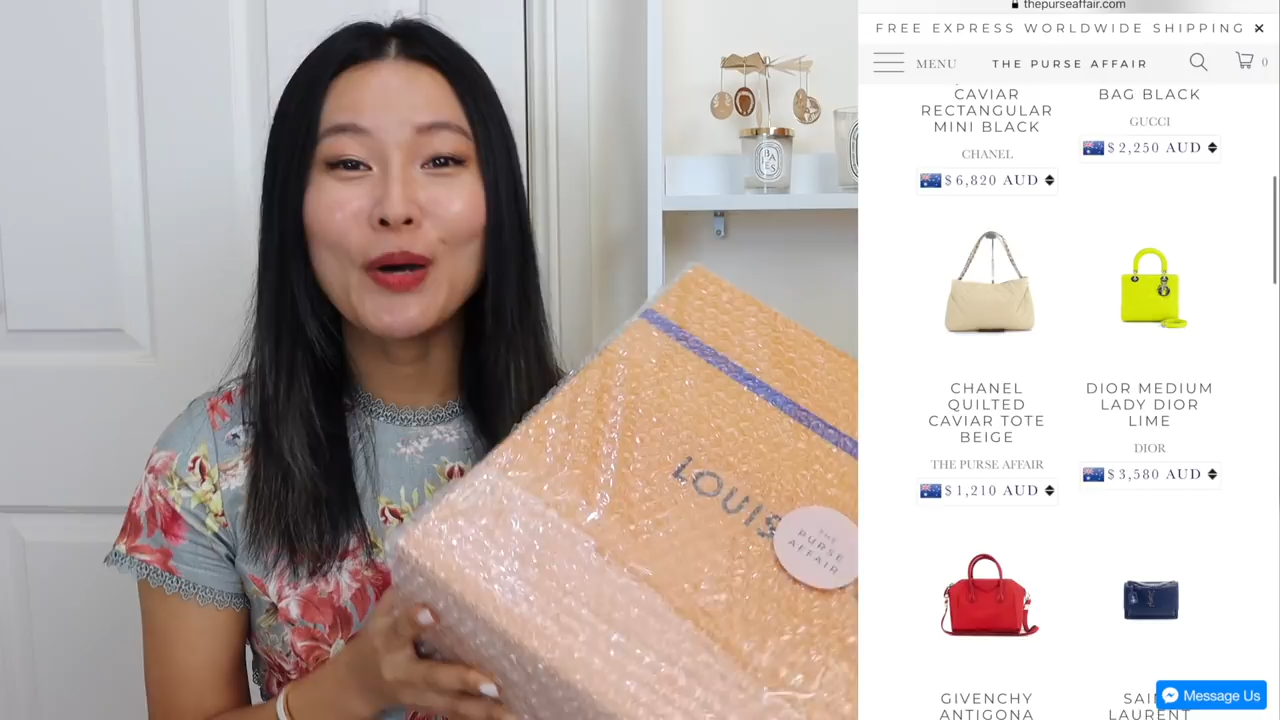 thepurseaffair.com
FREE EXPRESS WORLDWIDE SHIPPING
MENU
THE PURSE AFFAIR
0
CAVIAR
RECTANGULAR
MINI BLACK
CHANEL
$6,820 AUD
BAG BLACK
GUCCI
$2,250 AUD
CHANEL
QUILTED
CAVIAR TOTE
BEIGE
THE PURSE AFFAIR
$1,210 AUD
DIOR MEDIUM
LADY DIOR
LIME
DIOR
$3,580 AUD
GIVENCHY
ANTIGONA
LAURENT
Message Us
LOUIS
THE
PURSE
AFFAIR